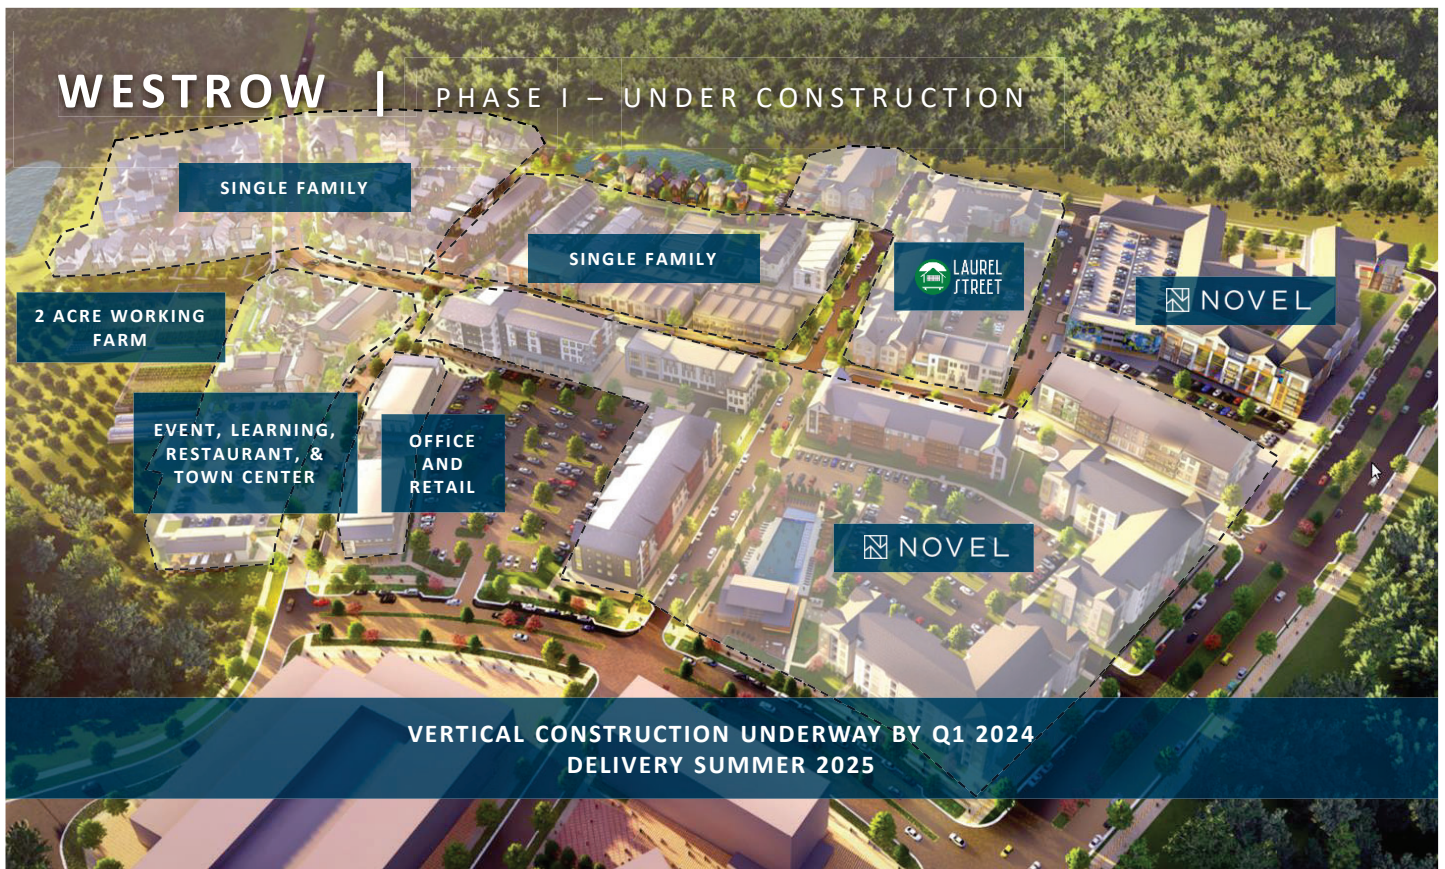 WESTROW | PHASE I – UNDER CONSTRUCTION
SINGLE FAMILY
SINGLE FAMILY
LAUREL
STREET
NOVEL
2 ACRE WORKING
FARM
EVENT, LEARNING,
RESTAURANT, &
TOWN CENTER
OFFICE
AND
RETAIL
NOVEL
VERTICAL CONSTRUCTION UNDERWAY BY Q1 2024
DELIVERY SUMMER 2025